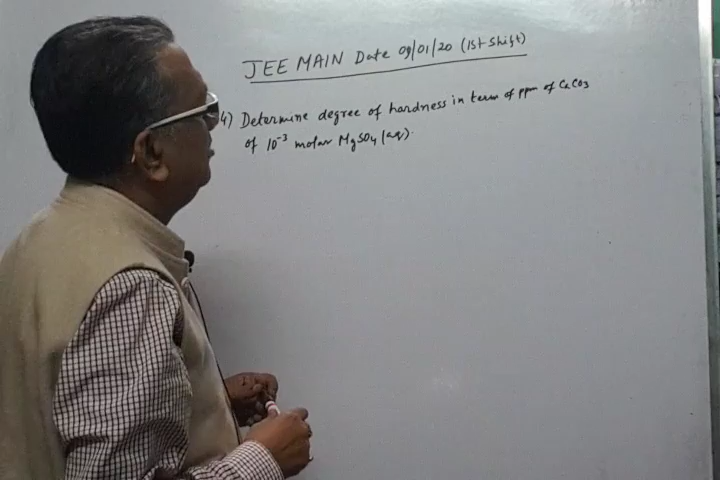 JEE MAIN Date 09/01/20 (1st Shift)
4) Determine degree of hardness in term of ppm of CaCO3
of 10⁻³ molar MgSO4 (aq).